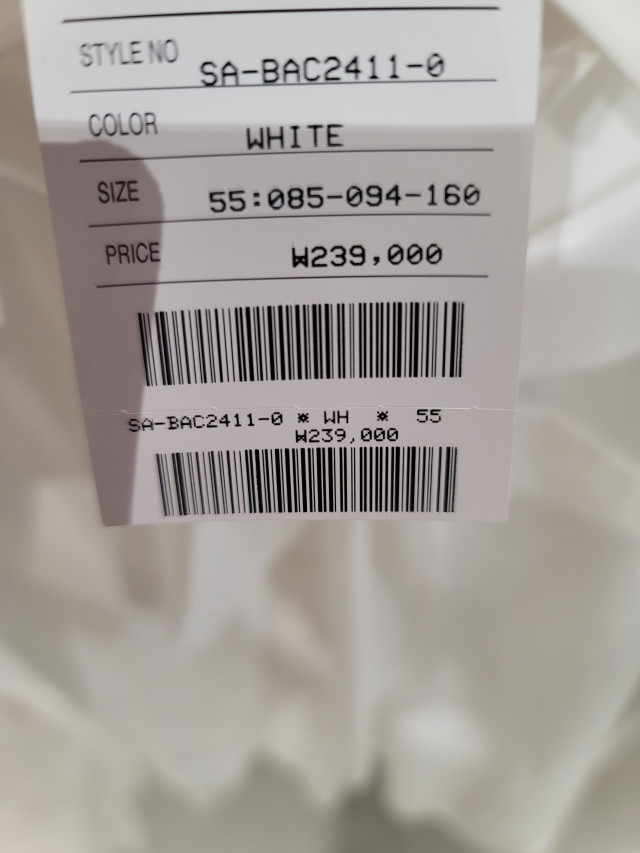 STYLE NO SA-BAC2411-0
COLOR WHITE
SIZE 55:085-094-160
PRICE ₩239,000
SA-BAC2411-0 * WH * 55
₩239,000